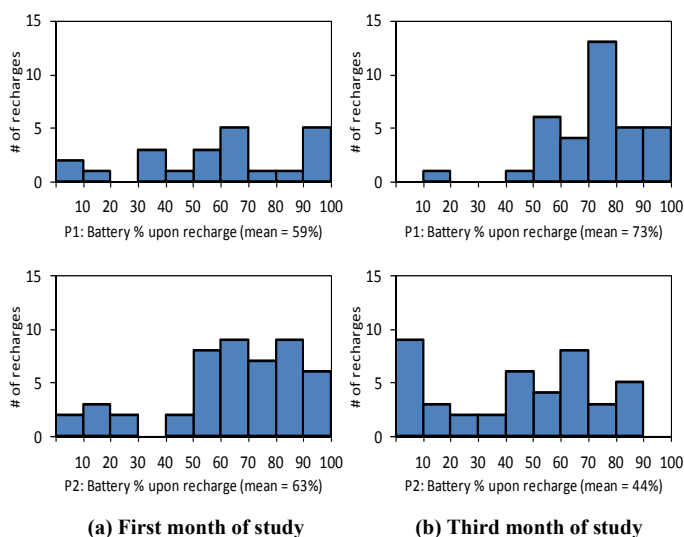 15
10
5
0
# of recharges
10 20 30 40 50 60 70 80 90 100
P1: Battery % upon recharge (mean = 59%)
15
10
5
0
# of recharges
10 20 30 40 50 60 70 80 90 100
P1: Battery % upon recharge (mean = 73%)
15
10
5
0
# of recharges
10 20 30 40 50 60 70 80 90 100
P2: Battery % upon recharge (mean = 63%)
15
10
5
0
# of recharges
10 20 30 40 50 60 70 80 90 100
P2: Battery % upon recharge (mean = 44%)
(a) First month of study
(b) Third month of study